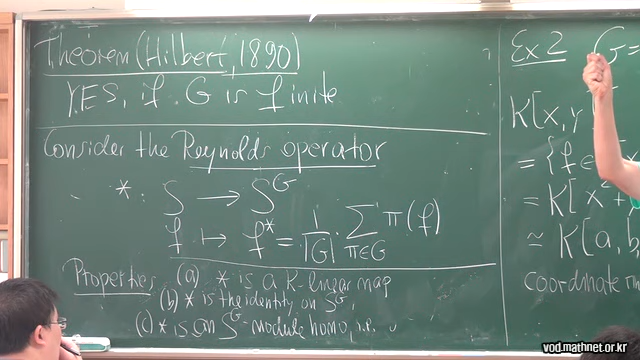 Theorem (Hilbert, 1890)
YES, if G is finite
Consider the Reynolds operator
*: S → S^G
f ↦ f* = 1/|G| · Σ_{π∈G} π(f)
Properties (a) * is a K-linear map
(b) * is the identity on S^G,
(c) * is an S^G-module homo, i.e.
Ex 2 G =
K[x, y
= {f ∈
= K[x²+
≃ K[a, b,
coordinate
vod.mathnet.or.kr